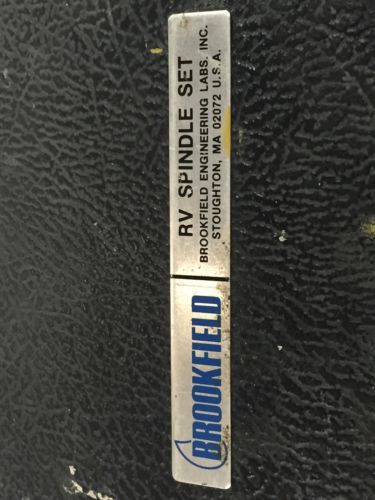 BROOKFIELD
RV SPINDLE SET
BROOKFIELD ENGINEERING LABS, INC.
STOUGHTON, MA 02072 U.S.A.